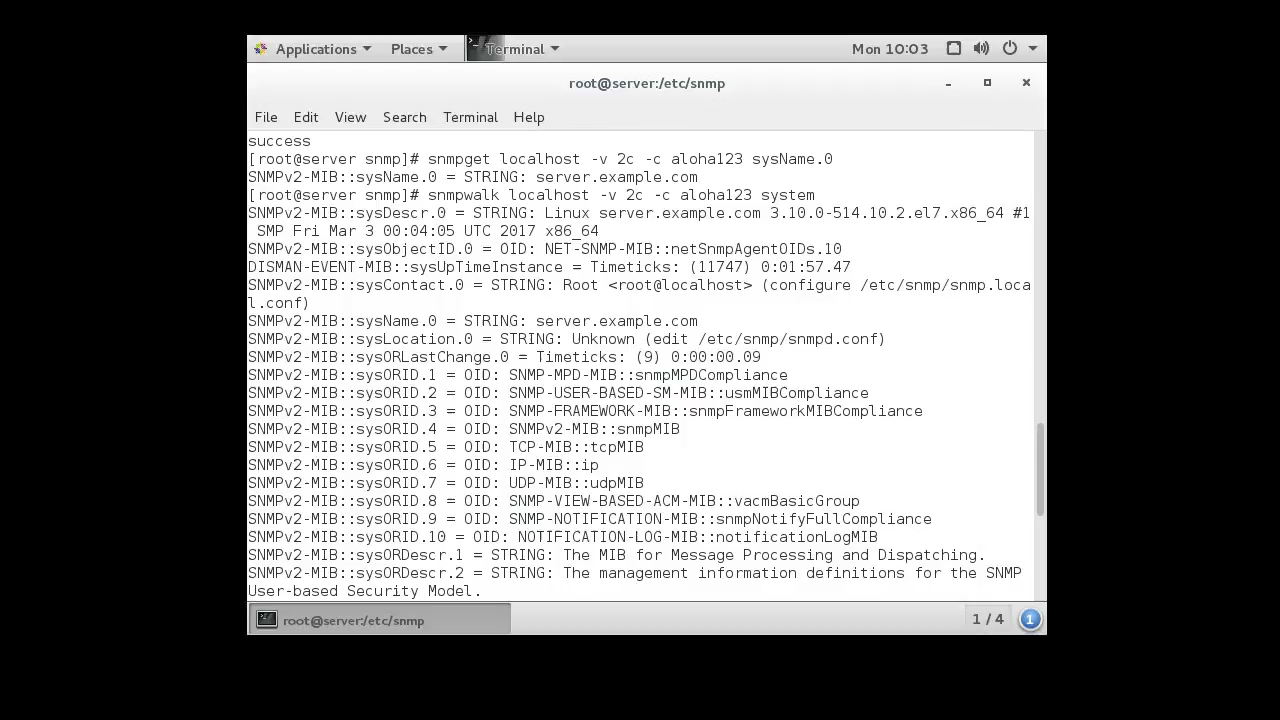 Applications Places Terminal Mon 10:03
root@server:/etc/snmp
File Edit View Search Terminal Help
success
[root@server snmp]# snmpget localhost -v 2c -c aloha123 sysName.0
SNMPv2-MIB::sysName.0 = STRING: server.example.com
[root@server snmp]# snmpwalk localhost -v 2c -c aloha123 system
SNMPv2-MIB::sysDescr.0 = STRING: Linux server.example.com 3.10.0-514.10.2.el7.x86_64 #1
SMP Fri Mar 3 00:04:05 UTC 2017 x86_64
SNMPv2-MIB::sysObjectID.0 = OID: NET-SNMP-MIB::netSnmpAgentOIDs.10
DISMAN-EVENT-MIB::sysUpTimeInstance = Timeticks: (11747) 0:01:57.47
SNMPv2-MIB::sysContact.0 = STRING: Root <root@localhost> (configure /etc/snmp/snmp.loca
l.conf)
SNMPv2-MIB::sysName.0 = STRING: server.example.com
SNMPv2-MIB::sysLocation.0 = STRING: Unknown (edit /etc/snmp/snmpd.conf)
SNMPv2-MIB::sysORLastChange.0 = Timeticks: (9) 0:00:00.09
SNMPv2-MIB::sysORID.1 = OID: SNMP-MPD-MIB::snmpMPDCompliance
SNMPv2-MIB::sysORID.2 = OID: SNMP-USER-BASED-SM-MIB::usmMIBCompliance
SNMPv2-MIB::sysORID.3 = OID: SNMP-FRAMEWORK-MIB::snmpFrameworkMIBCompliance
SNMPv2-MIB::sysORID.4 = OID: SNMPv2-MIB::snmpMIB
SNMPv2-MIB::sysORID.5 = OID: TCP-MIB::tcpMIB
SNMPv2-MIB::sysORID.6 = OID: IP-MIB::ip
SNMPv2-MIB::sysORID.7 = OID: UDP-MIB::udpMIB
SNMPv2-MIB::sysORID.8 = OID: SNMP-VIEW-BASED-ACM-MIB::vacmBasicGroup
SNMPv2-MIB::sysORID.9 = OID: SNMP-NOTIFICATION-MIB::snmpNotifyFullCompliance
SNMPv2-MIB::sysORID.10 = OID: NOTIFICATION-LOG-MIB::notificationLogMIB
SNMPv2-MIB::sysORDescr.1 = STRING: The MIB for Message Processing and Dispatching.
SNMPv2-MIB::sysORDescr.2 = STRING: The management information definitions for the SNMP
User-based Security Model.
root@server:/etc/snmp 1 / 4 1